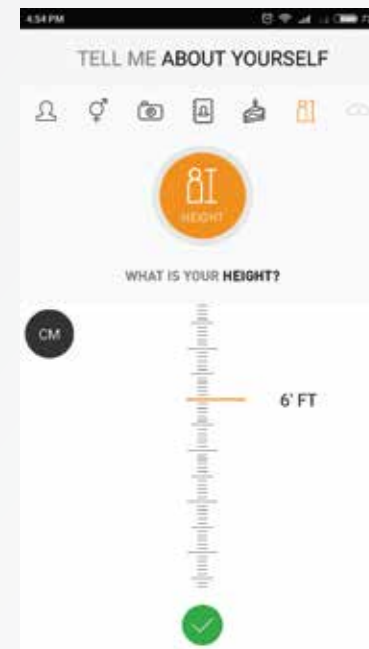 4:54 PM
TELL ME ABOUT YOURSELF
HEIGHT
WHAT IS YOUR HEIGHT?
CM
6' FT